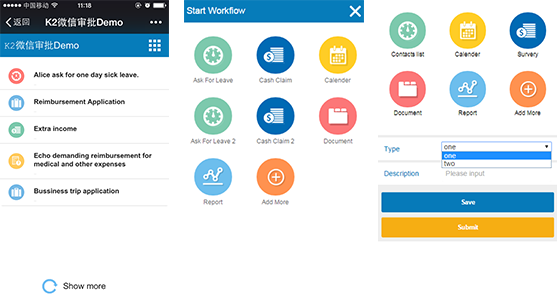 中国移动
11:18
返回
K2微信审批Demo
K2微信审批Demo
Alice ask for one day sick leave.
Reimbursement Application
Extra income
Echo demanding reimbursement for
medical and other expenses
Bussiness trip application
Show more
Start Workflow
Ask For Leave
Cash Claim
Calender
Ask For Leave 2
Cash Claim 2
Document
Report
Add More
Contacts list
Calender
Survery
Document
Report
Add More
Type
one
one
two
Description
Please input
Save
Submit